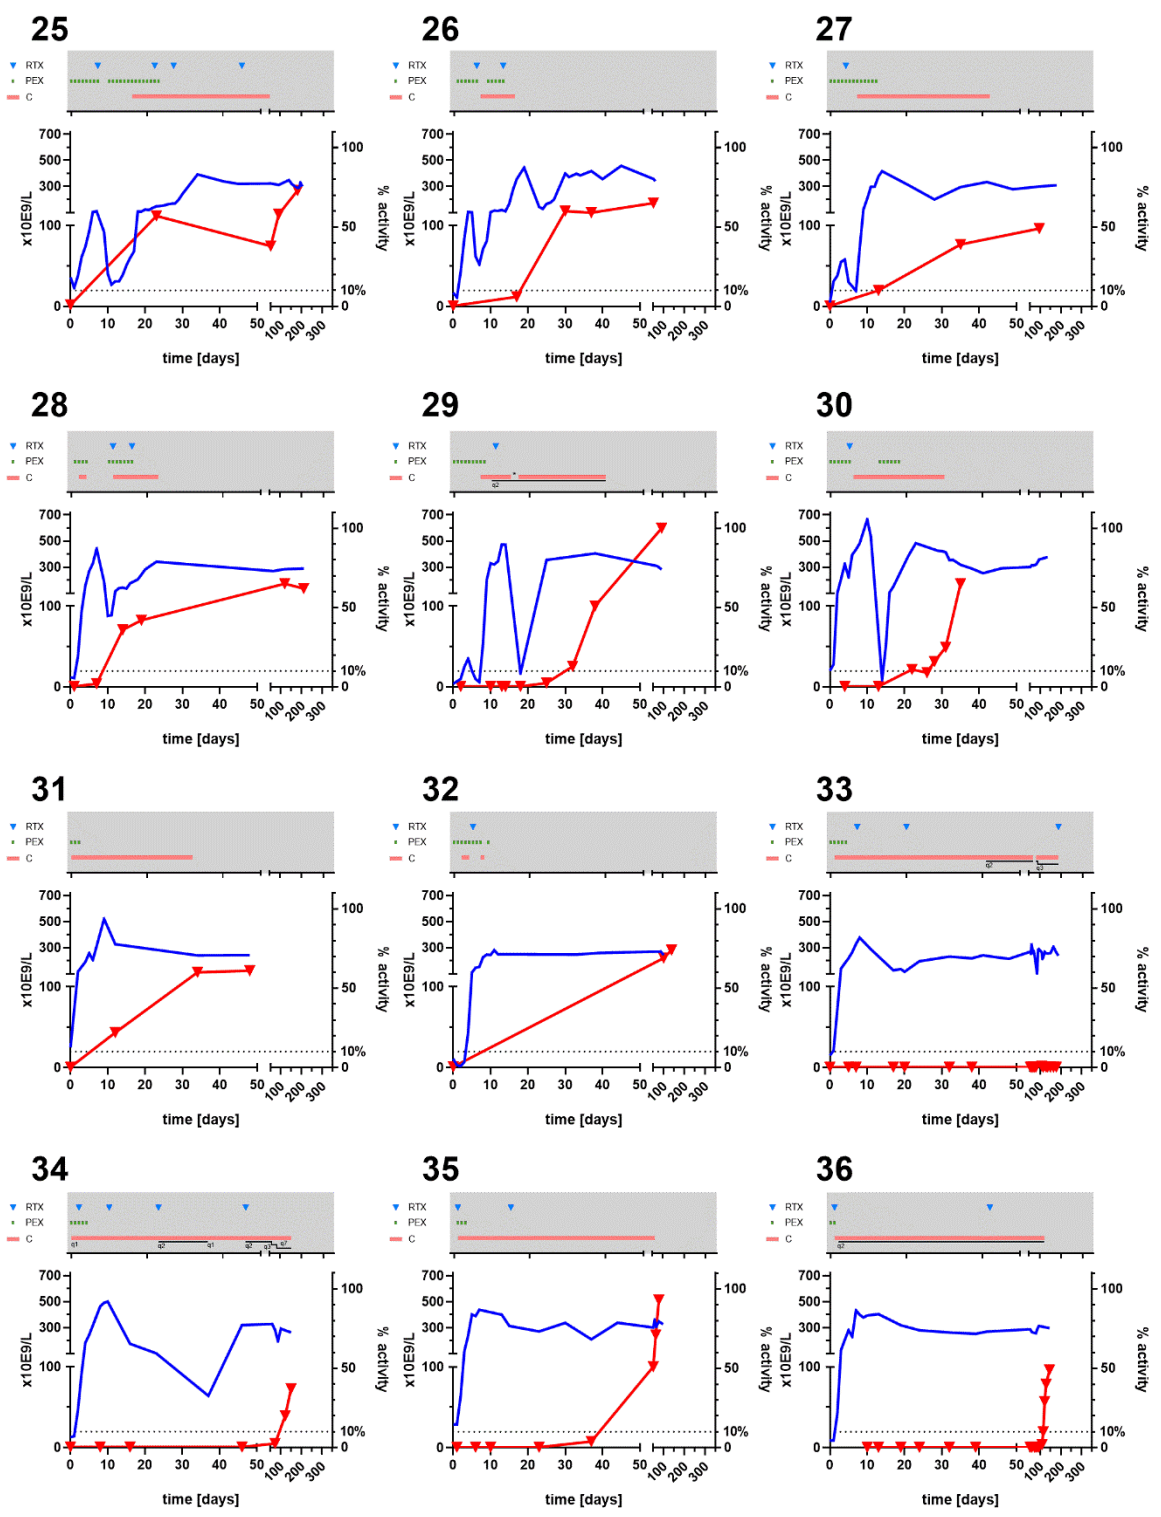 25 26 27
RTX RTX RTX
PEX PEX PEX
C C C
700 700 700
100 100 100
500 500 500
300 300 300
x10E9/L % activity x10E9/L % activity x10E9/L % activity
100 50 100 50 100 50
10% 10% 10%
0 0 0 0 0 0
0 10 20 30 40 50 100 200 300 0 10 20 30 40 50 100 200 300 0 10 20 30 40 50 100 200 300
time [days] time [days] time [days]
28 29 30
RTX RTX RTX
PEX PEX PEX
C * C C
q2
700 700 700
100 100 100
500 500 500
300 300 300
x10E9/L % activity x10E9/L % activity x10E9/L % activity
100 50 100 50 100 50
10% 10% 10%
0 0 0 0 0 0
0 10 20 30 40 50 100 200 300 0 10 20 30 40 50 100 200 300 0 10 20 30 40 50 100 200 300
time [days] time [days] time [days]
31 32 33
RTX RTX RTX
PEX PEX PEX
C C C
q2 q3
700 700 700
100 100 100
500 500 500
300 300 300
x10E9/L % activity x10E9/L % activity x10E9/L % activity
100 50 100 50 100 50
10% 10% 10%
0 0 0 0 0 0
0 10 20 30 40 50 100 200 300 0 10 20 30 40 50 100 200 300 0 10 20 30 40 50 100 200 300
time [days] time [days] time [days]
34 35 36
RTX RTX RTX
PEX PEX PEX
C C C
q1 q2 q1 q2 q3 q7 q2
700 700 700
100 100 100
500 500 500
300 300 300
x10E9/L % activity x10E9/L % activity x10E9/L % activity
100 50 100 50 100 50
10% 10% 10%
0 0 0 0 0 0
0 10 20 30 40 50 100 200 300 0 10 20 30 40 50 100 200 300 0 10 20 30 40 50 100 200 300
time [days] time [days] time [days]